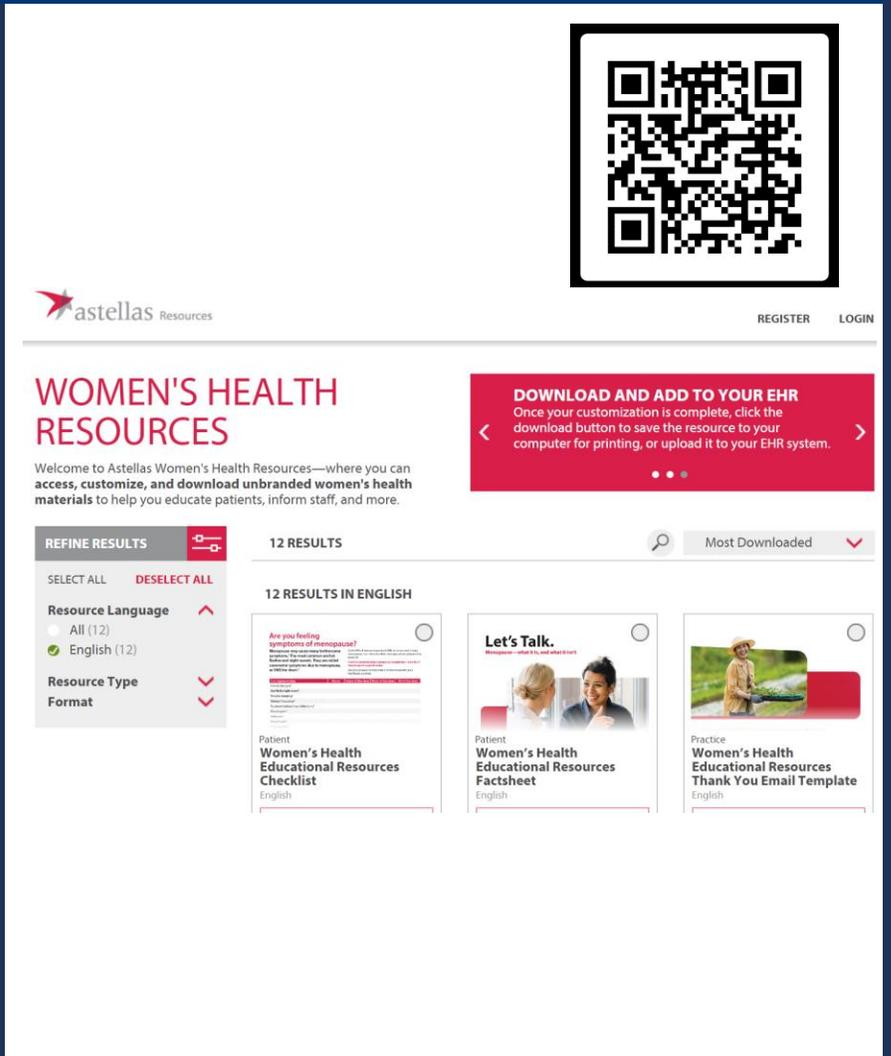 astellas Resources
REGISTER LOGIN
WOMEN'S HEALTH
RESOURCES
Welcome to Astellas Women's Health Resources—where you can
access, customize, and download unbranded women's health
materials to help you educate patients, inform staff, and more.
DOWNLOAD AND ADD TO YOUR EHR
Once your customization is complete, click the
download button to save the resource to your
computer for printing, or upload it to your EHR system.
REFINE RESULTS
SELECT ALL DESELECT ALL
Resource Language
All (12)
English (12)
Resource Type
Format
12 RESULTS
Most Downloaded
12 RESULTS IN ENGLISH
Are you feeling
symptoms of menopause?
Patient
Women's Health
Educational Resources
Checklist
English
Let's Talk.
Menopause—what it is, and what it isn't
Patient
Women's Health
Educational Resources
Factsheet
English
Practice
Women's Health
Educational Resources
Thank You Email Template
English